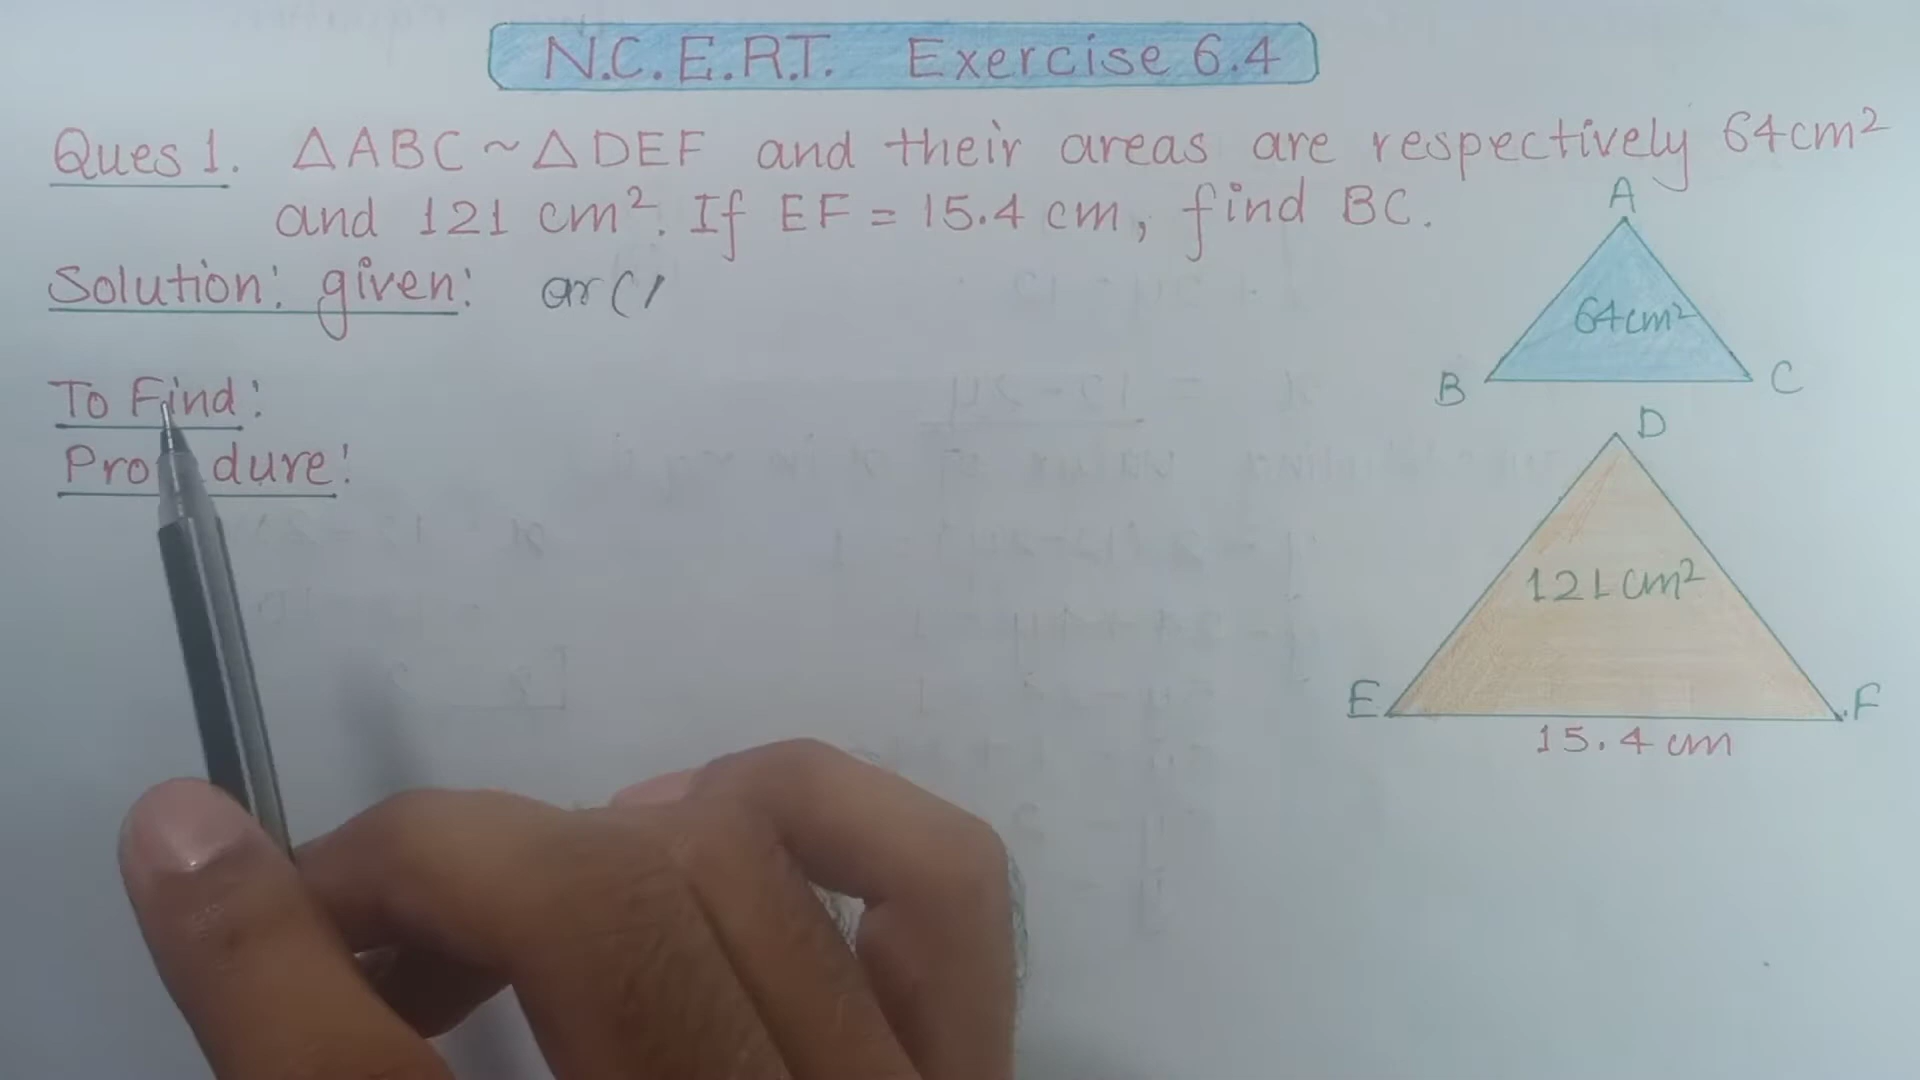 N.C.E.R.T. Exercise 6.4
Ques 1. △ABC ~ △DEF and their areas are respectively 64cm²
and 121 cm². If EF = 15.4 cm, find BC.
Solution: given: ar(
To Find:
A
64cm²
B C
D
121cm²
E F
15.4 cm